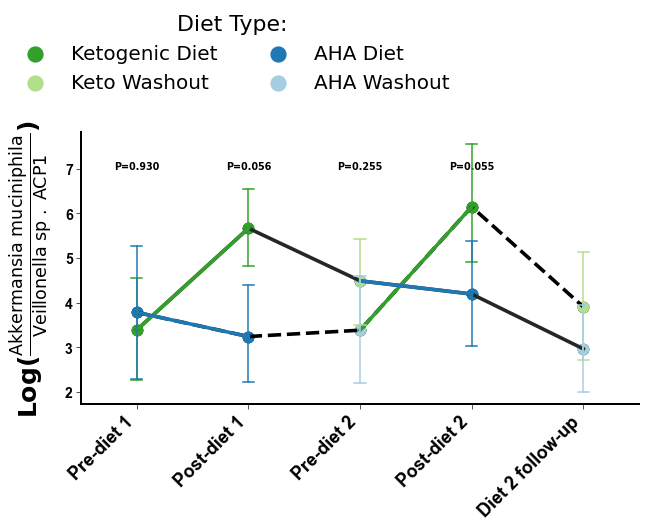 Diet Type:
Ketogenic Diet AHA Diet
Keto Washout AHA Washout
P=0.930 P=0.056 P=0.255 P=0.055
7
6
5
4
3
2
Log(Akkermansia muciniphila
Veillonella sp. ACP1)
Pre-diet 1 Post-diet 1 Pre-diet 2 Post-diet 2 Diet 2 follow-up